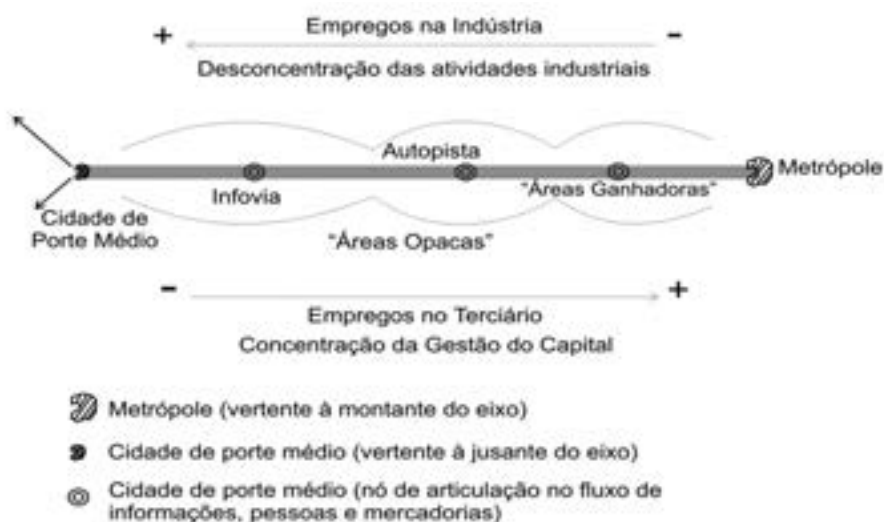 + Empregos na Indústria -
Desconcentração das atividades industriais
Autopista
Metrópole
Infovia
"Áreas Ganhadoras"
Cidade de
Porte Médio
"Áreas Opacas"
- +
Empregos no Terciário
Concentração da Gestão do Capital
Metrópole (vertente à montante do eixo)
Cidade de porte médio (vertente à jusante do eixo)
Cidade de porte médio (nó de articulação no fluxo de
informações, pessoas e mercadorias)